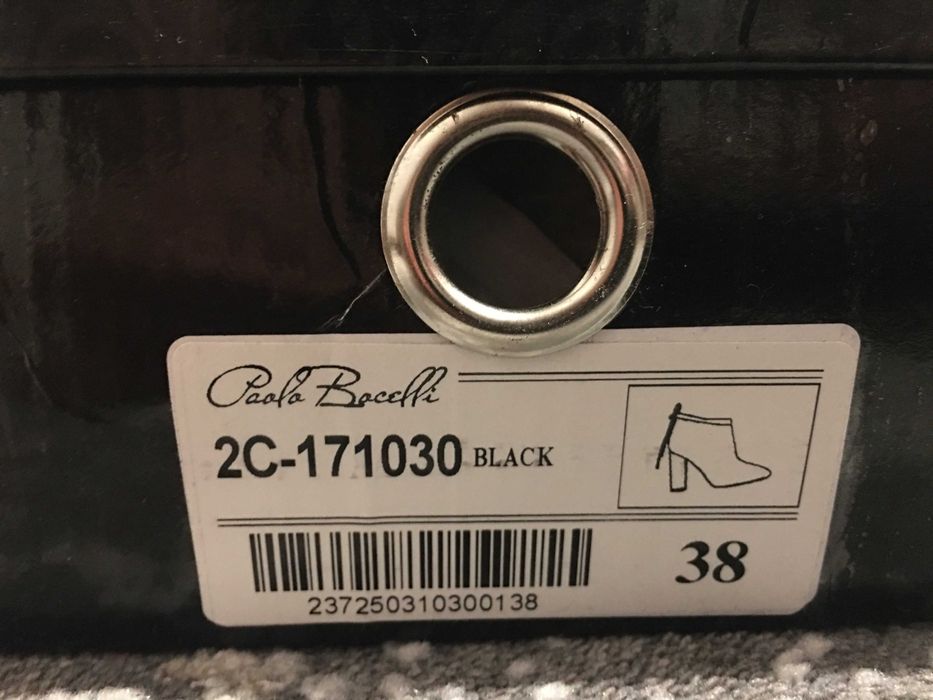 Paolo Bocelli
2C-171030 BLACK
38
237250310300138